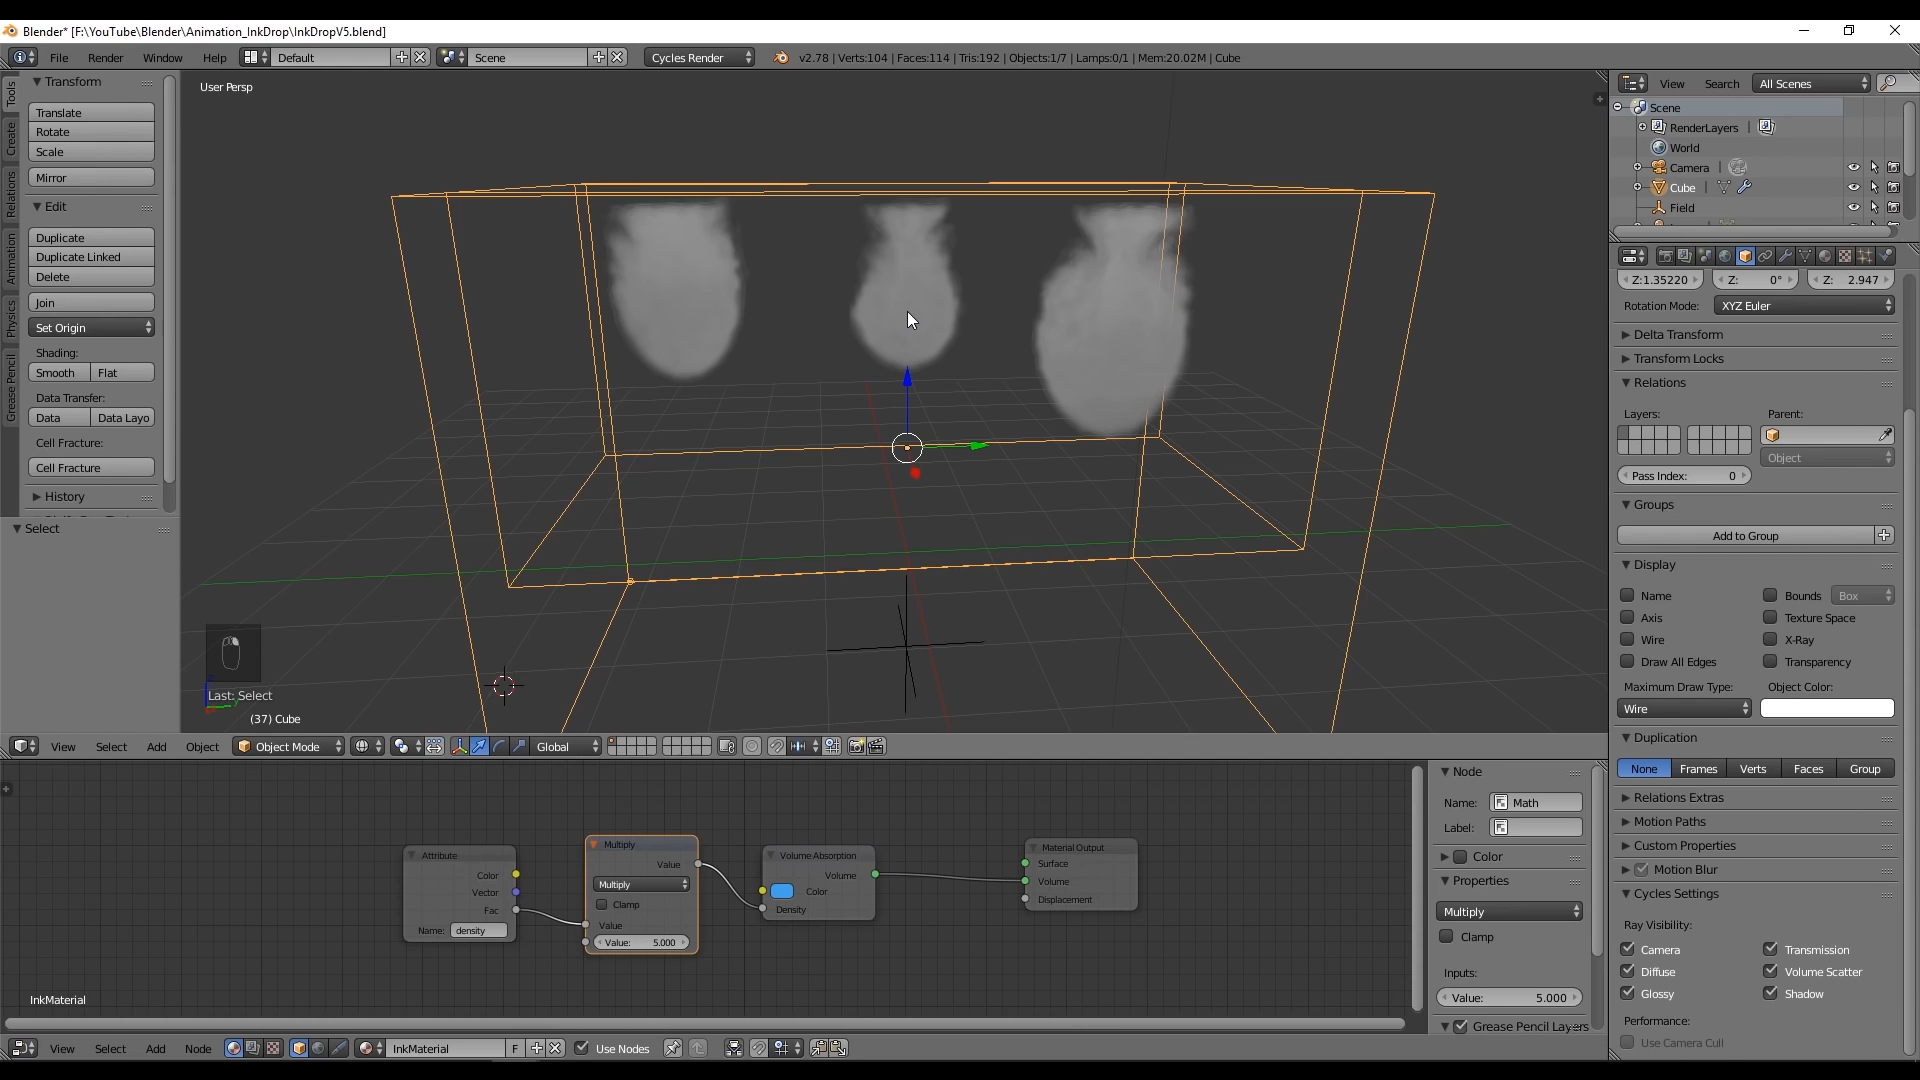 Blender* [F:\YouTube\Blender\Animation_InkDrop\InkDropV5.blend]
File Render Window Help Default Scene Cycles Render v2.78 | Verts:104 | Faces:114 | Tris:192 | Objects:1/7 | Lamps:0/1 | Mem:20.02M | Cube
Tools
Create
Relations
Animation
Physics
Grease Pencil
Transform
Translate
Rotate
Scale
Mirror
Edit
Duplicate
Duplicate Linked
Delete
Join
Set Origin
Shading:
Smooth Flat
Data Transfer:
Data Data Layo
Cell Fracture:
Cell Fracture
History
Select
User Persp
Last: Select
(37) Cube
View Select Add Object Object Mode Global
View Search All Scenes
Scene
RenderLayers |
World
Camera |
Cube |
Field
Z:1.35220 Z: 0° Z: 2.947
Rotation Mode: XYZ Euler
Delta Transform
Transform Locks
Relations
Layers: Parent:
Object
Pass Index: 0
Groups
Add to Group
Display
Name Bounds Box
Axis Texture Space
Wire X-Ray
Draw All Edges Transparency
Maximum Draw Type: Object Color:
Wire
Duplication
None Frames Verts Faces Group
Relations Extras
Motion Paths
Custom Properties
Motion Blur
Cycles Settings
Ray Visibility:
Camera Transmission
Diffuse Volume Scatter
Glossy Shadow
Performance:
Use Camera Cull
Attribute
Color
Vector
Fac
Name: density
Multiply
Value
Multiply
Clamp
Value
Value: 5.000
Volume Absorption
Volume
Color
Density
Material Output
Surface
Volume
Displacement
InkMaterial
Node
Name: Math
Label:
Color
Properties
Multiply
Clamp
Inputs:
Value: 5.000
Grease Pencil Layers
View Select Add Node InkMaterial F Use Nodes